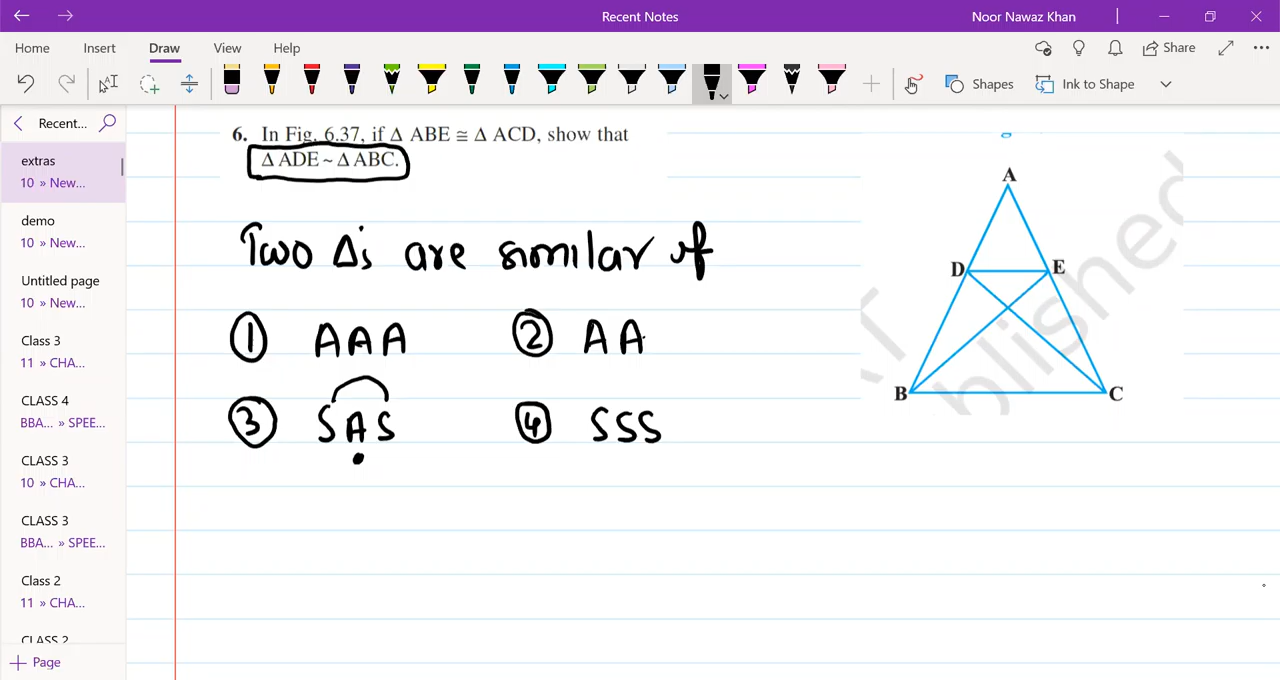 Recent Notes
Noor Nawaz Khan
Home Insert Draw View Help
Share
Shapes
Ink to Shape
Recent...
extras
10 » New...
demo
10 » New...
Untitled page
10 » New...
Class 3
11 » CHA...
CLASS 4
BBA... » SPEE...
CLASS 3
10 » CHA...
CLASS 3
BBA... » SPEE...
Class 2
11 » CHA...
CLASS 2
Page
6. In Fig. 6.37, if Δ ABE ≅ Δ ACD, show that
Δ ADE ~ Δ ABC.
Two Δ's are similar if
① AAA ② AA
③ SAS ④ SSS
A
D E
B C
blished